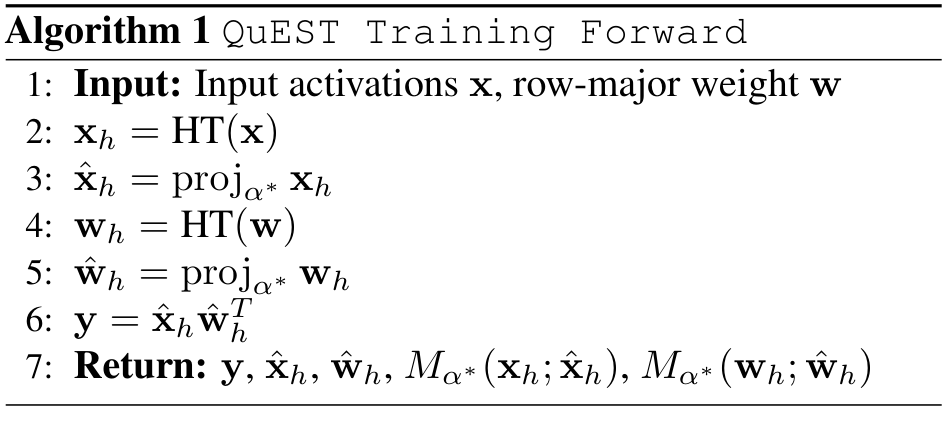 Algorithm 1 QuEST Training Forward
1: Input: Input activations x, row-major weight w
2: x_h = HT(x)
3: x̂_h = proj_{α*} x_h
4: w_h = HT(w)
5: ŵ_h = proj_{α*} w_h
6: y = x̂_h ŵ_h^T
7: Return: y, x̂_h, ŵ_h, M_{α*}(x_h; x̂_h), M_{α*}(w_h; ŵ_h)